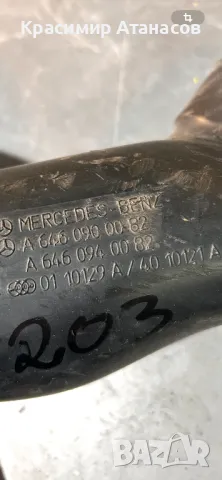 Красимир Атанасов
MERCEDES-BENZ
A 646 090 00 82
A 646 094 00 82
01 10129 A / 40 10121 A
203
bazar